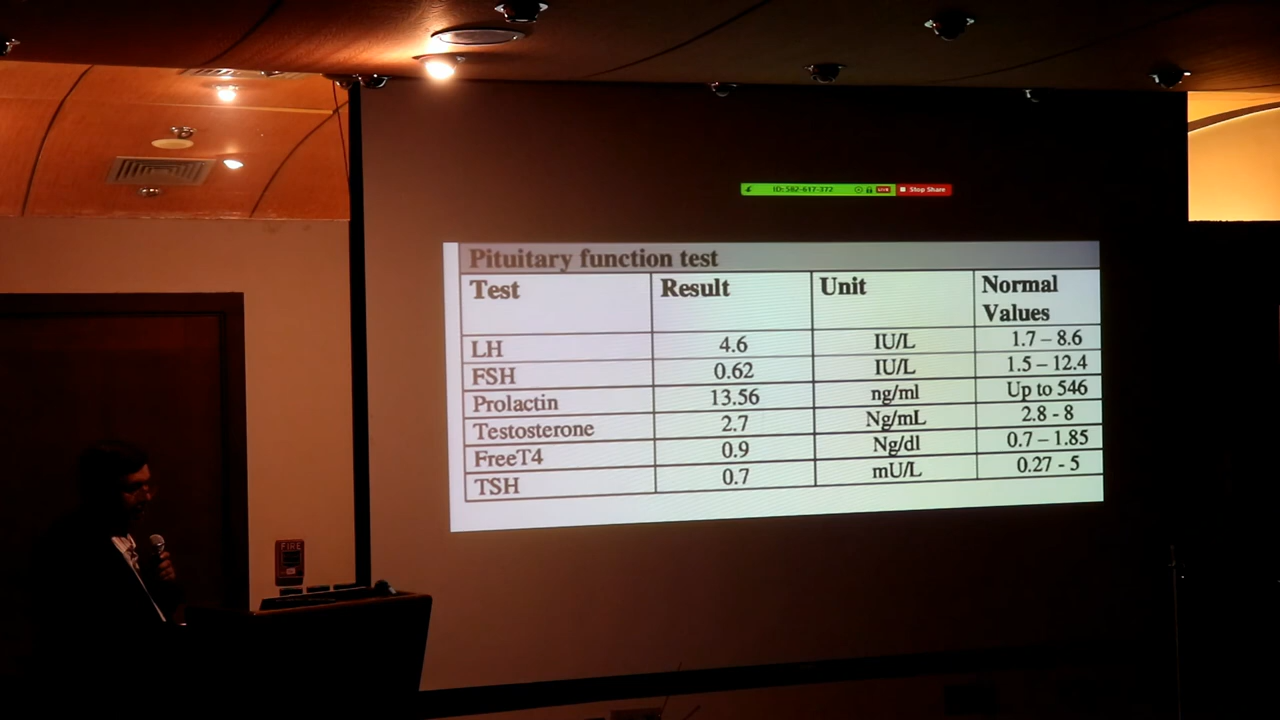 ID: 582-617-372 LIVE Stop Share
Pituitary function test
Test Result Unit Normal Values
LH 4.6 IU/L 1.7 – 8.6
FSH 0.62 IU/L 1.5 – 12.4
Prolactin 13.56 ng/ml Up to 546
Testosterone 2.7 Ng/mL 2.8 - 8
FreeT4 0.9 Ng/dl 0.7 – 1.85
TSH 0.7 mU/L 0.27 - 5
FIRE